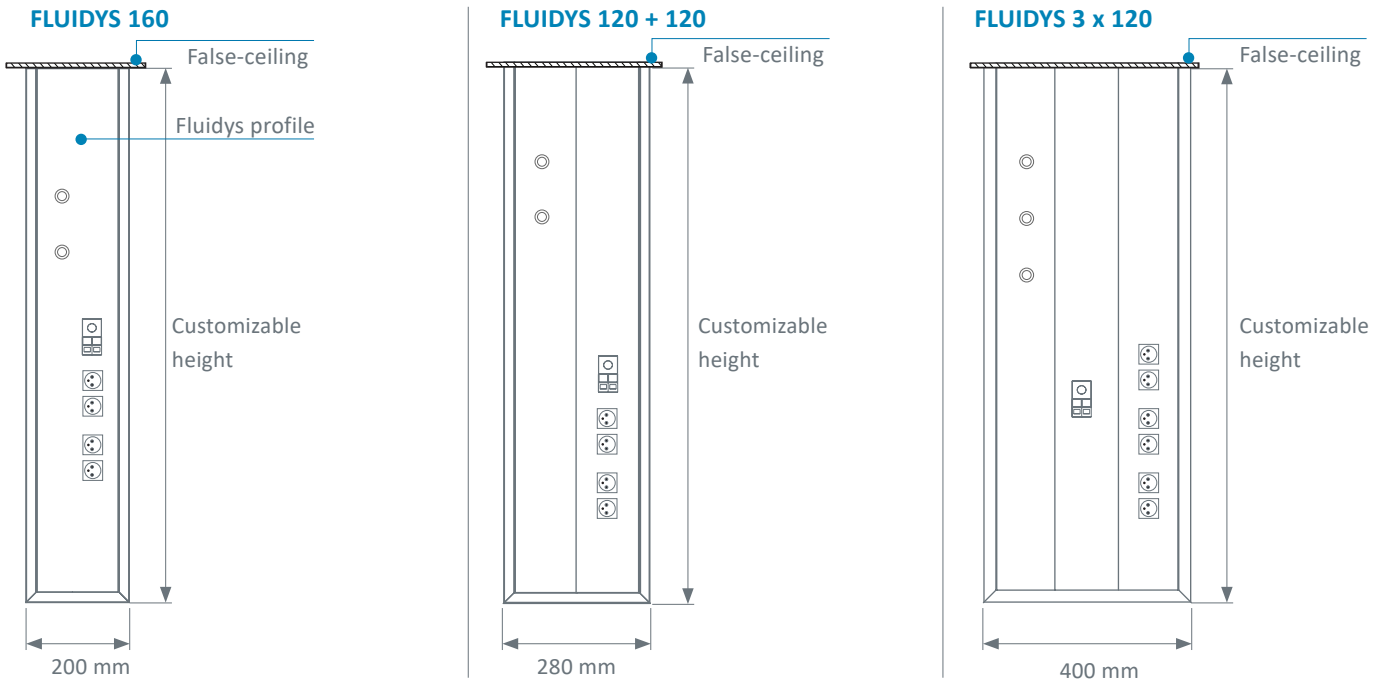 FLUIDYS 160
False-ceiling
Fluidys profile
Customizable
height
200 mm
FLUIDYS 120 + 120
False-ceiling
Customizable
height
280 mm
FLUIDYS 3 x 120
False-ceiling
Customizable
height
400 mm